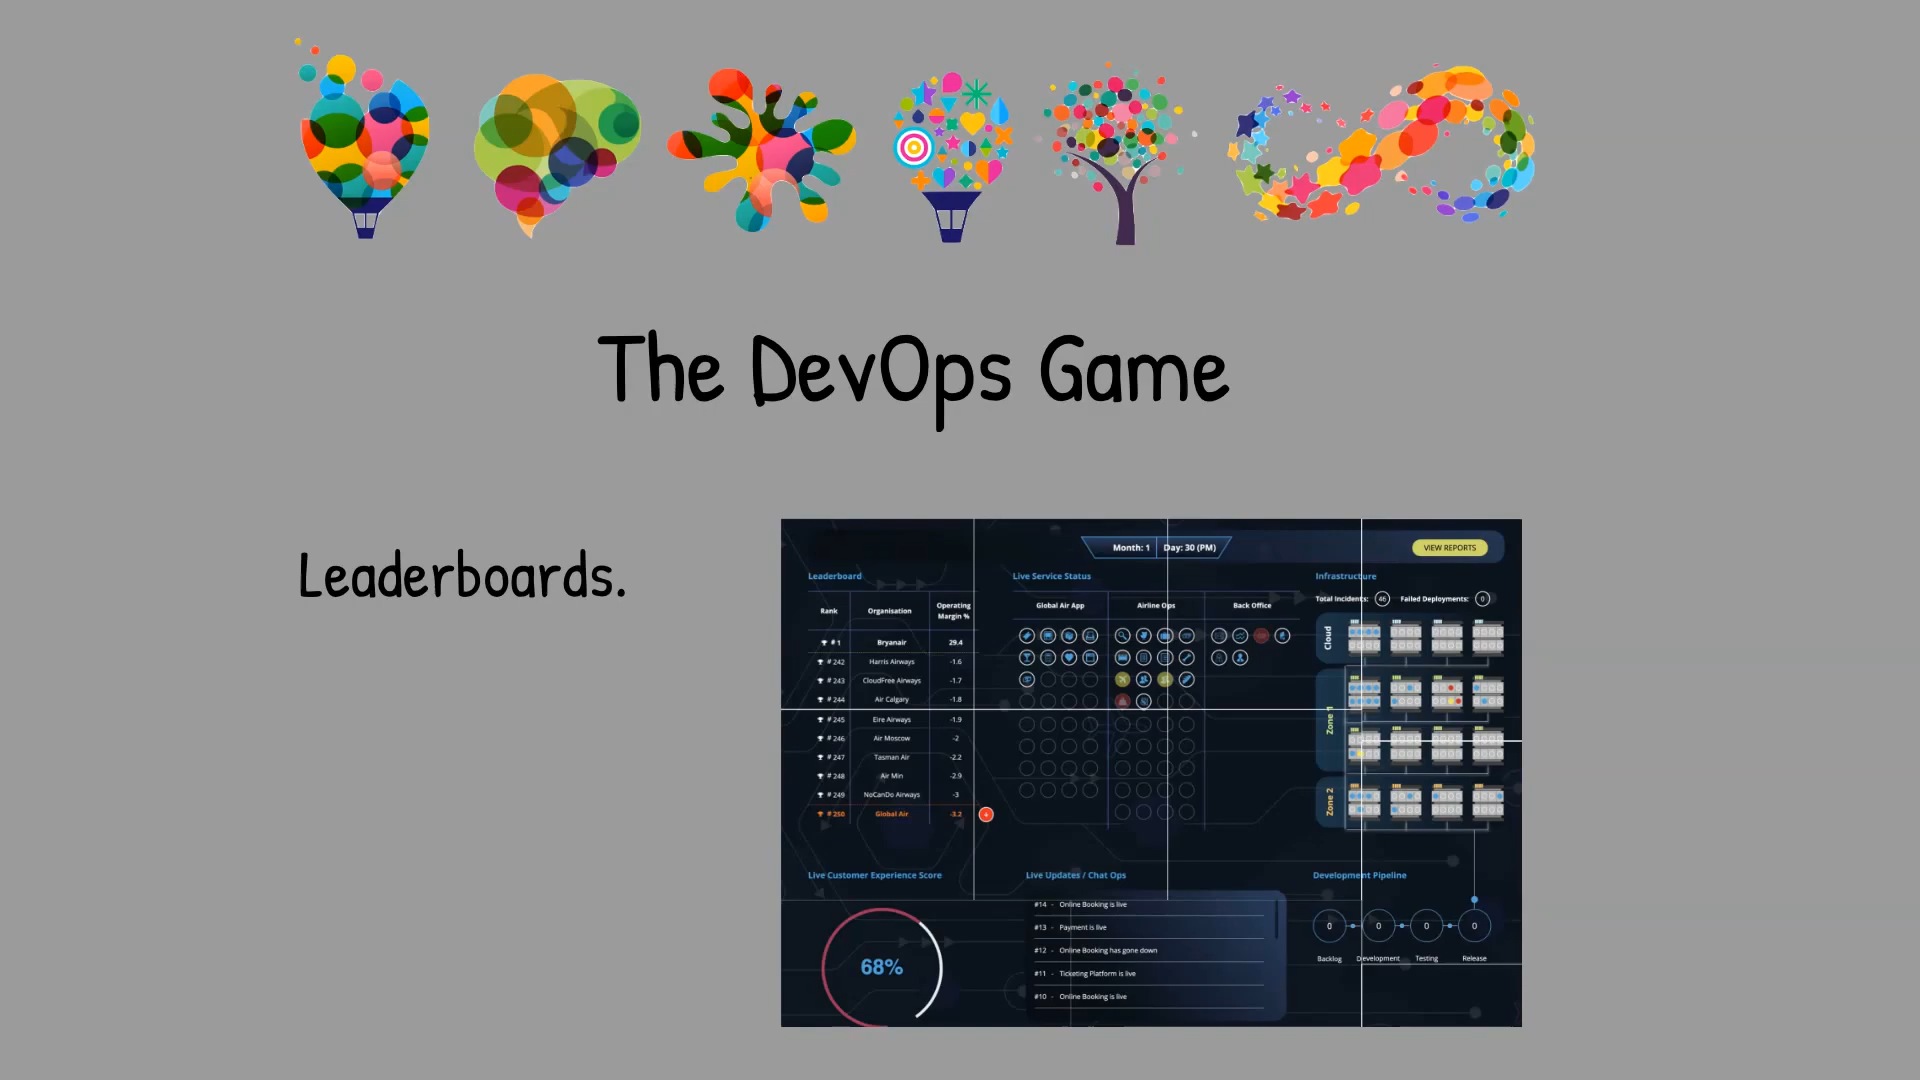 The DevOps Game
Leaderboards.
Month: 1 Day: 30 (PM)
VIEW REPORTS
Leaderboard
Rank Organisation Operating Margin %
# 1 Bryanair 29.4
# 242 Harris Airways -1.6
# 243 CloudFree Airways -1.7
# 244 Air Calgary -1.8
# 245 Eire Airways -1.9
# 246 Air Moscow -2
# 247 Tasman Air -2.2
# 248 Air Min -2.9
# 249 NoCanDo Airways -3
# 250 Global Air -3.2
Live Service Status
Global Air App Airline Ops Back Office
Infrastructure
Total Incidents: 46 Failed Deployments: 0
Cloud
Zone 1
Zone 2
Live Customer Experience Score
68%
Live Updates / Chat Ops
#14 - Online Booking is live
#13 - Payment is live
#12 - Online Booking has gone down
#11 - Ticketing Platform is live
#10 - Online Booking is live
Development Pipeline
0 0 0 0
Backlog Development Testing Release